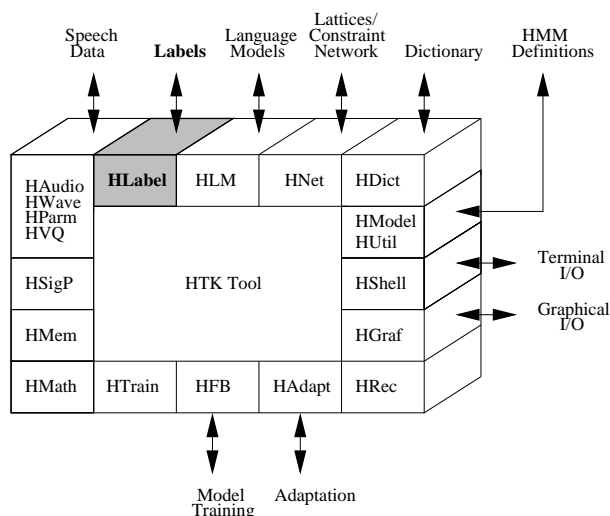 Speech
Data
Labels
Language
Models
Lattices/
Constraint
Network
Dictionary
HMM
Definitions
HAudio
HWave
HParm
HVQ
HLabel
HLM
HNet
HDict
HModel
HUtil
HSigP
HTK Tool
HShell
Terminal
I/O
HMem
HGraf
Graphical
I/O
HMath
HTrain
HFB
HAdapt
HRec
Model
Training
Adaptation